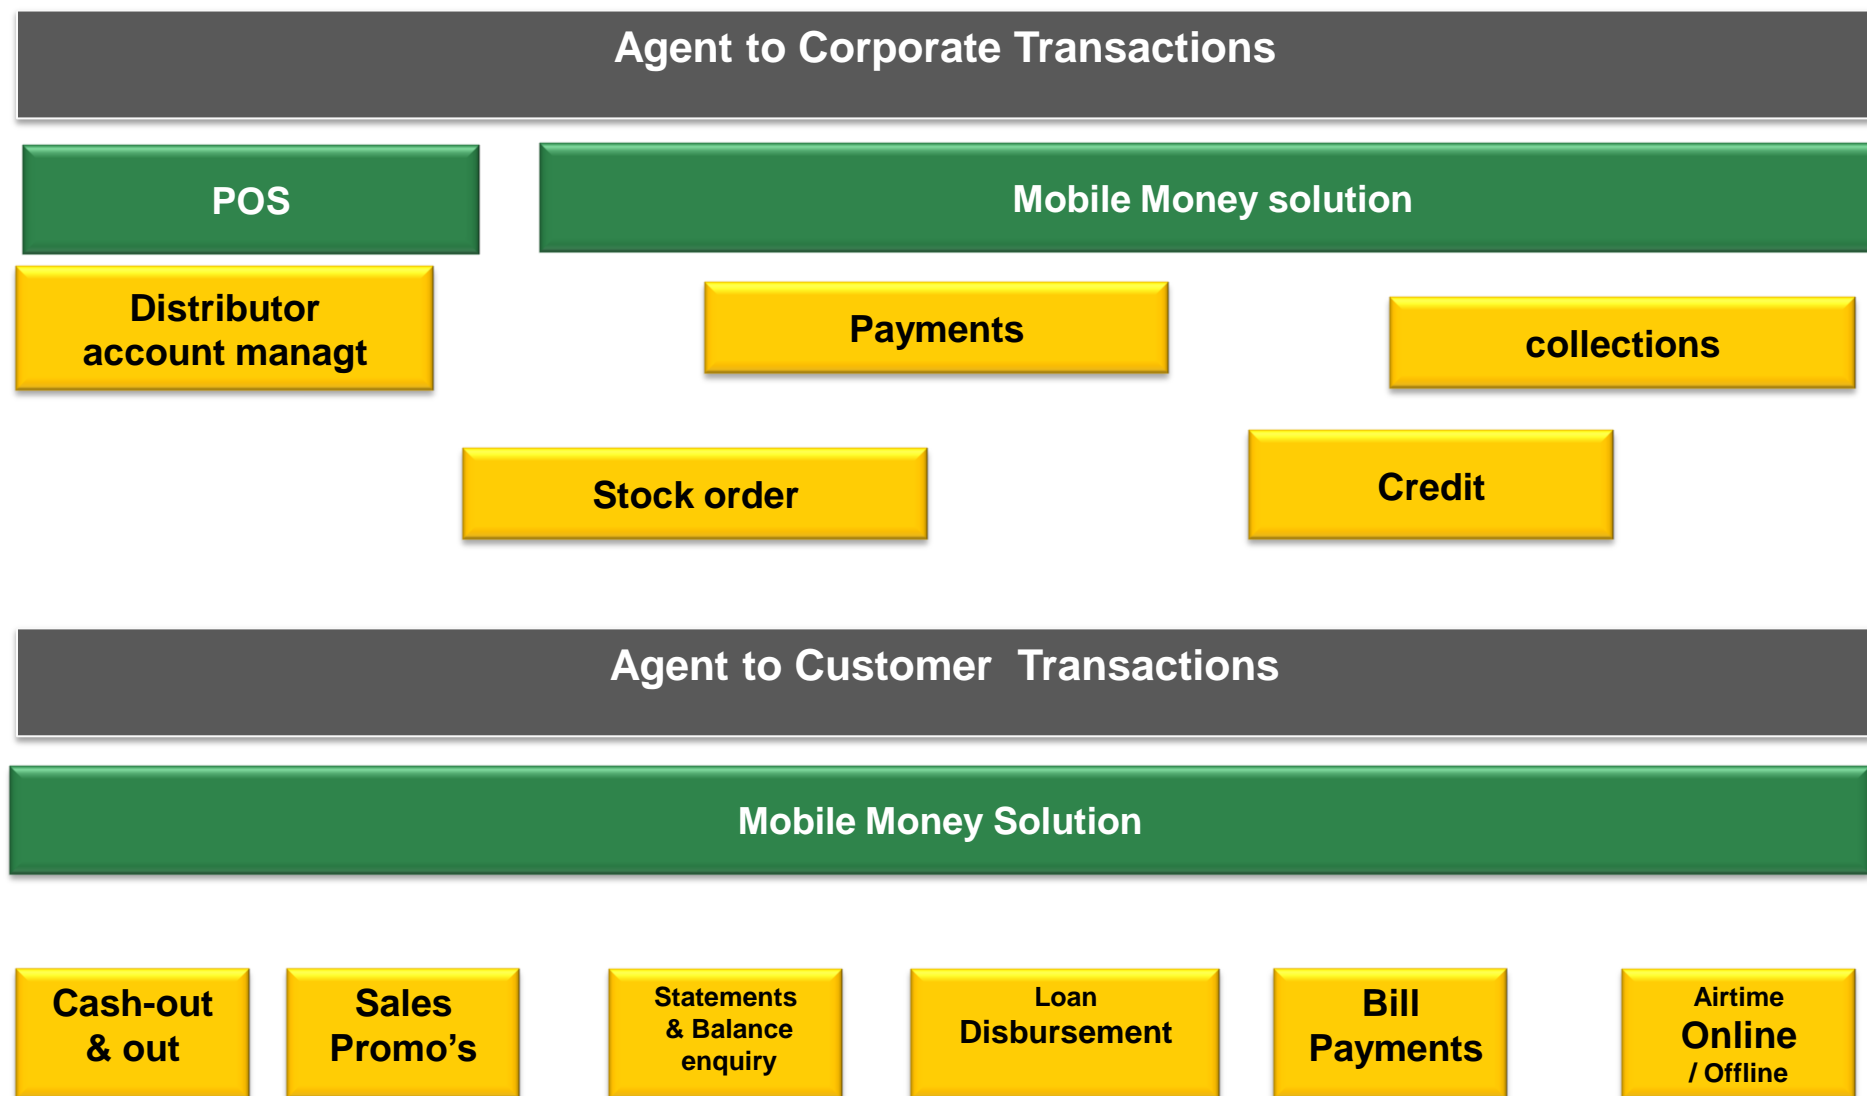 Agent to Corporate Transactions
POS
Mobile Money solution
Distributor
account managt
Payments
collections
Stock order
Credit
Agent to Customer  Transactions
Mobile Money Solution
Cash-out
& out
Sales
Promo’s
Statements
& Balance
enquiry
Loan
Disbursement
Bill
Payments
Airtime
Online
/ Offline